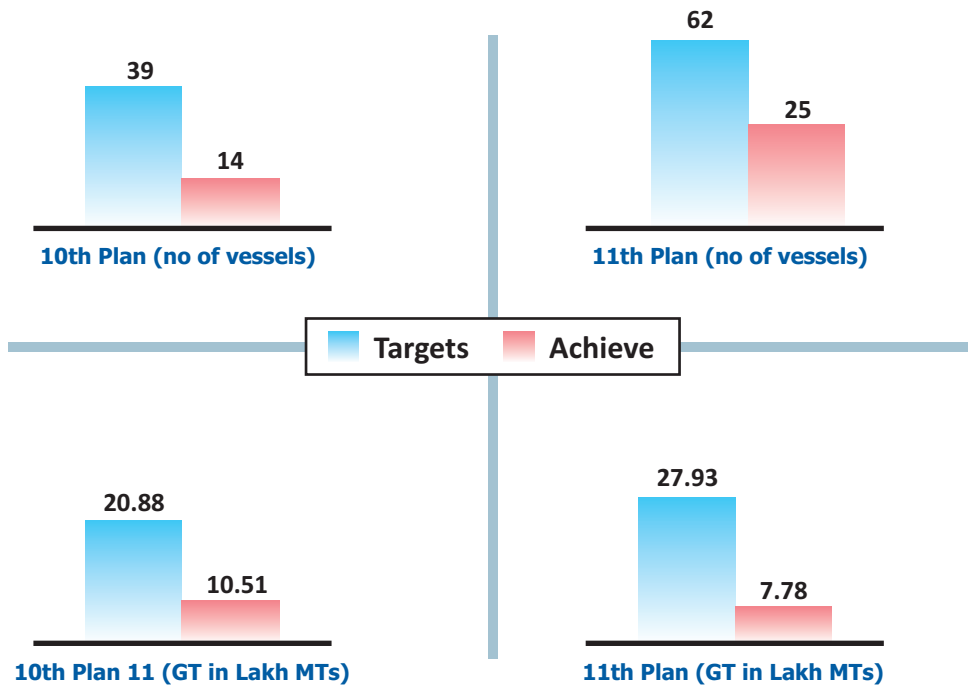 39
14
10th Plan (no of vessels)
62
25
11th Plan (no of vessels)
Targets Achieve
20.88
10.51
10th Plan 11 (GT in Lakh MTs)
27.93
7.78
11th Plan (GT in Lakh MTs)